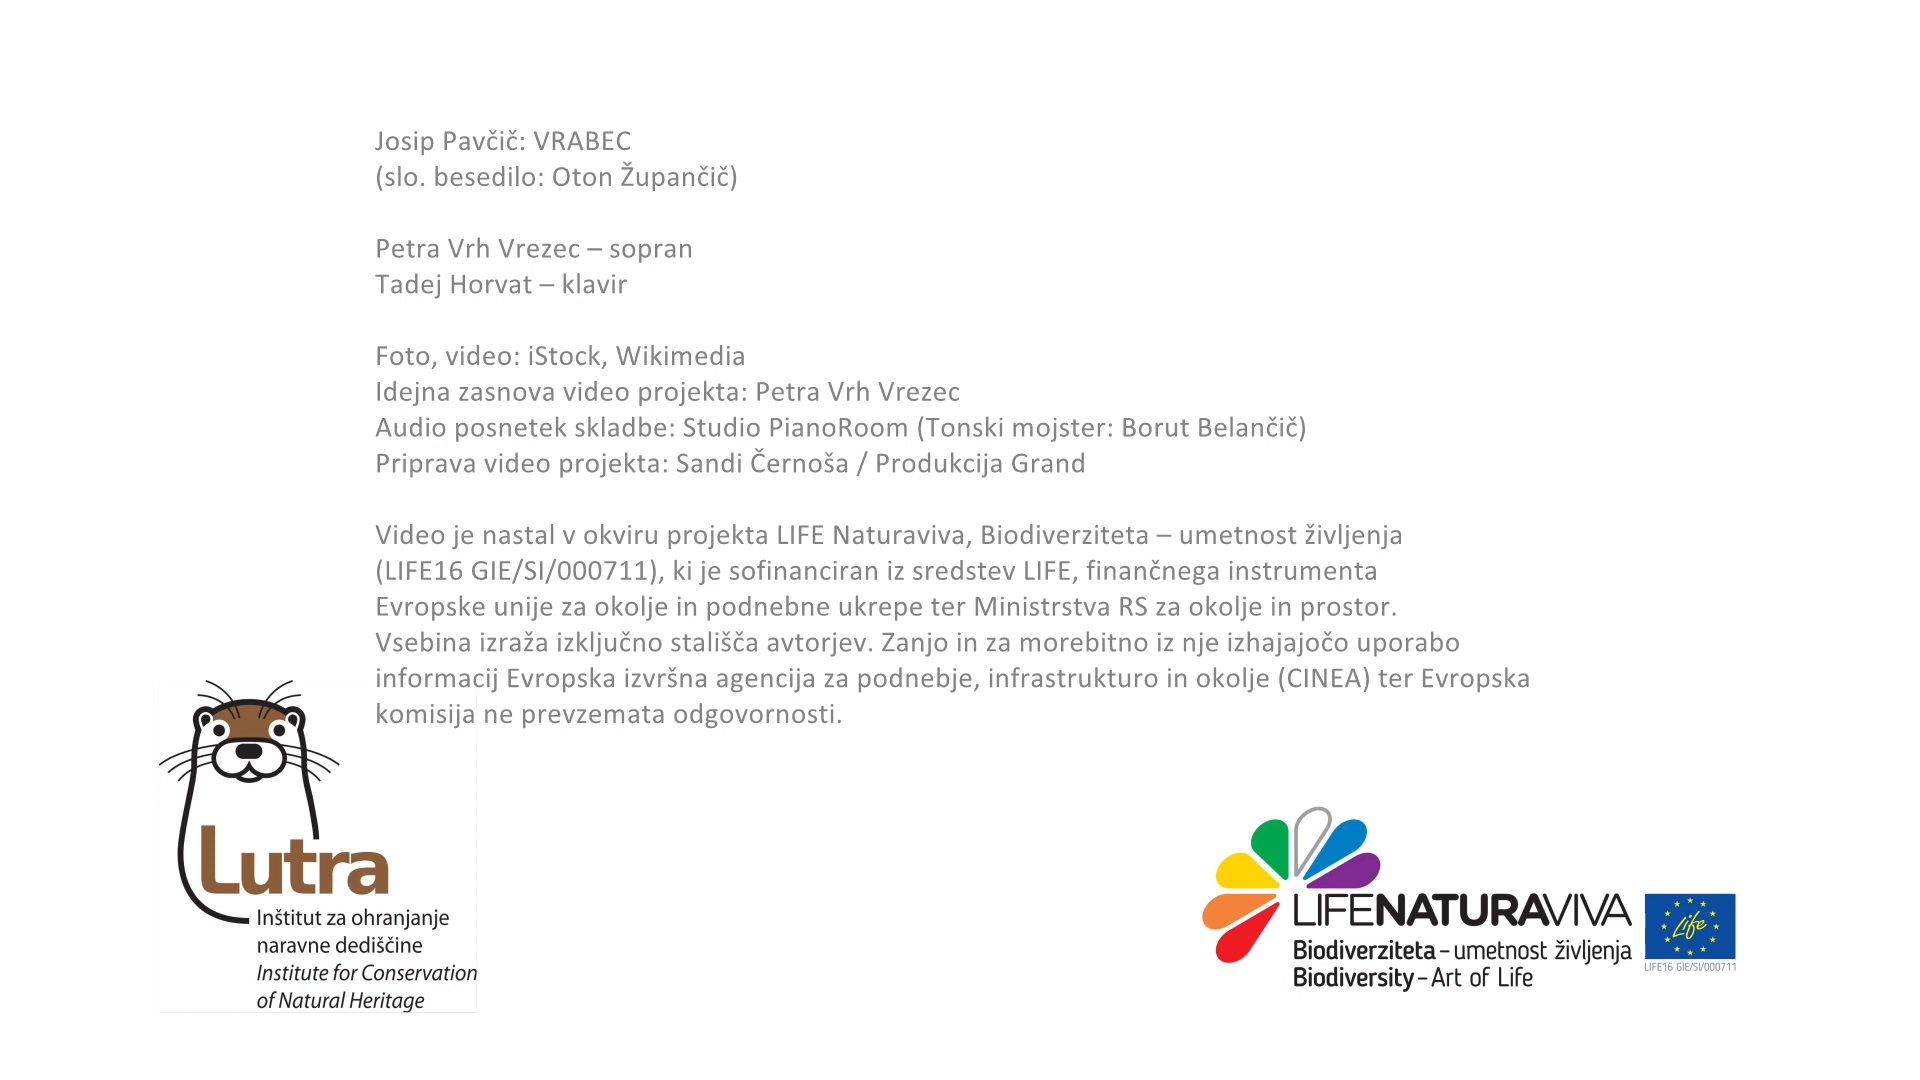 Josip Pavčič: VRABEC
(slo. besedilo: Oton Župančič)
Petra Vrh Vrezec – sopran
Tadej Horvat – klavir
Foto, video: iStock, Wikimedia
Idejna zasnova video projekta: Petra Vrh Vrezec
Audio posnetek skladbe: Studio PianoRoom (Tonski mojster: Borut Belančič)
Priprava video projekta: Sandi Černoša / Produkcija Grand
Video je nastal v okviru projekta LIFE Naturaviva, Biodiverziteta – umetnost življenja
(LIFE16 GIE/SI/000711), ki je sofinanciran iz sredstev LIFE, finančnega instrumenta
Evropske unije za okolje in podnebne ukrepe ter Ministrstva RS za okolje in prostor.
Vsebina izraža izključno stališča avtorjev. Zanjo in za morebitno iz nje izhajajočo uporabo
informacij Evropska izvršna agencija za podnebje, infrastrukturo in okolje (CINEA) ter Evropska
komisija ne prevzemata odgovornosti.
Lutra
Inštitut za ohranjanje
naravne dediščine
Institute for Conservation
of Natural Heritage
LIFENATURAVIVA
Biodiverziteta – umetnost življenja
Biodiversity – Art of Life
Life
LIFE16 GIE/SI/000711